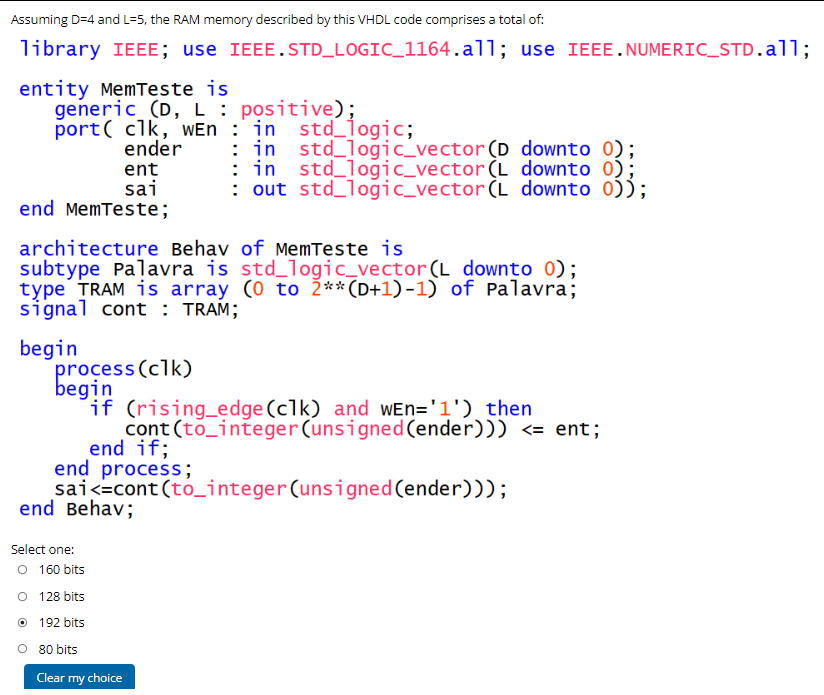 Assuming D=4 and L=5, the RAM memory described by this VHDL code comprises a total of:
library IEEE; use IEEE.STD_LOGIC_1164.all; use IEEE.NUMERIC_STD.all;
entity MemTeste is
generic (D, L : positive);
port( clk, wEn : in std_logic;
ender : in std_logic_vector(D downto 0);
ent : in std_logic_vector(L downto 0);
sai : out std_logic_vector(L downto 0));
end MemTeste;
architecture Behav of MemTeste is
subtype Palavra is std_logic_vector(L downto 0);
type TRAM is array (0 to 2**(D+1)-1) of Palavra;
signal cont : TRAM;
begin
process(clk)
begin
if (rising_edge(clk) and wEn='1') then
cont(to_integer(unsigned(ender))) <= ent;
end if;
end process;
sai<=cont(to_integer(unsigned(ender)));
end Behav;
Select one:
160 bits
128 bits
192 bits
80 bits
Clear my choice